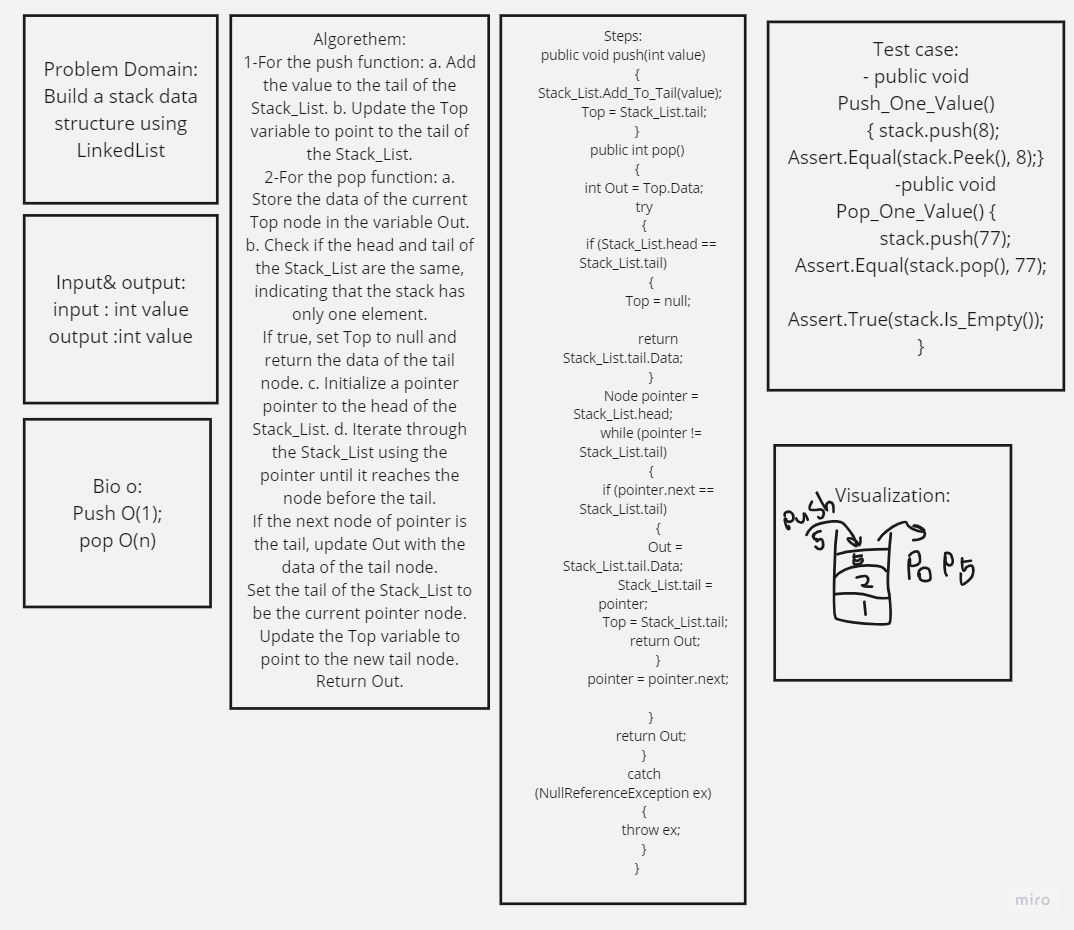 Problem Domain:
Build a stack data
structure using
LinkedList
Input& output:
input : int value
output :int value
Bio o:
Push O(1);
pop O(n)
Algorethem:
1-For the push function: a. Add
the value to the tail of the
Stack_List. b. Update the Top
variable to point to the tail of
the Stack_List.
2-For the pop function: a.
Store the data of the current
Top node in the variable Out.
b. Check if the head and tail of
the Stack_List are the same,
indicating that the stack has
only one element.
If true, set Top to null and
return the data of the tail
node. c. Initialize a pointer
pointer to the head of the
Stack_List. d. Iterate through
the Stack_List using the
pointer until it reaches the
node before the tail.
If the next node of pointer is
the tail, update Out with the
data of the tail node.
Set the tail of the Stack_List to
be the current pointer node.
Update the Top variable to
point to the new tail node.
Return Out.
Steps:
public void push(int value)
{
Stack_List.Add_To_Tail(value);
Top = Stack_List.tail;
}
public int pop()
{
int Out = Top.Data;
try
{
if (Stack_List.head ==
Stack_List.tail)
{
Top = null;
return
Stack_List.tail.Data;
}
Node pointer =
Stack_List.head;
while (pointer !=
Stack_List.tail)
{
if (pointer.next ==
Stack_List.tail)
{
Out =
Stack_List.tail.Data;
Stack_List.tail =
pointer;
Top = Stack_List.tail;
return Out;
}
pointer = pointer.next;
}
return Out;
}
catch
(NullReferenceException ex)
{
throw ex;
}
}
Test case:
- public void
Push_One_Value()
{ stack.push(8);
Assert.Equal(stack.Peek(), 8);}
-public void
Pop_One_Value() {
stack.push(77);
Assert.Equal(stack.pop(), 77);
Assert.True(stack.Is_Empty());
}
Visualization:
push
5
5
2
1
POP 5
miro